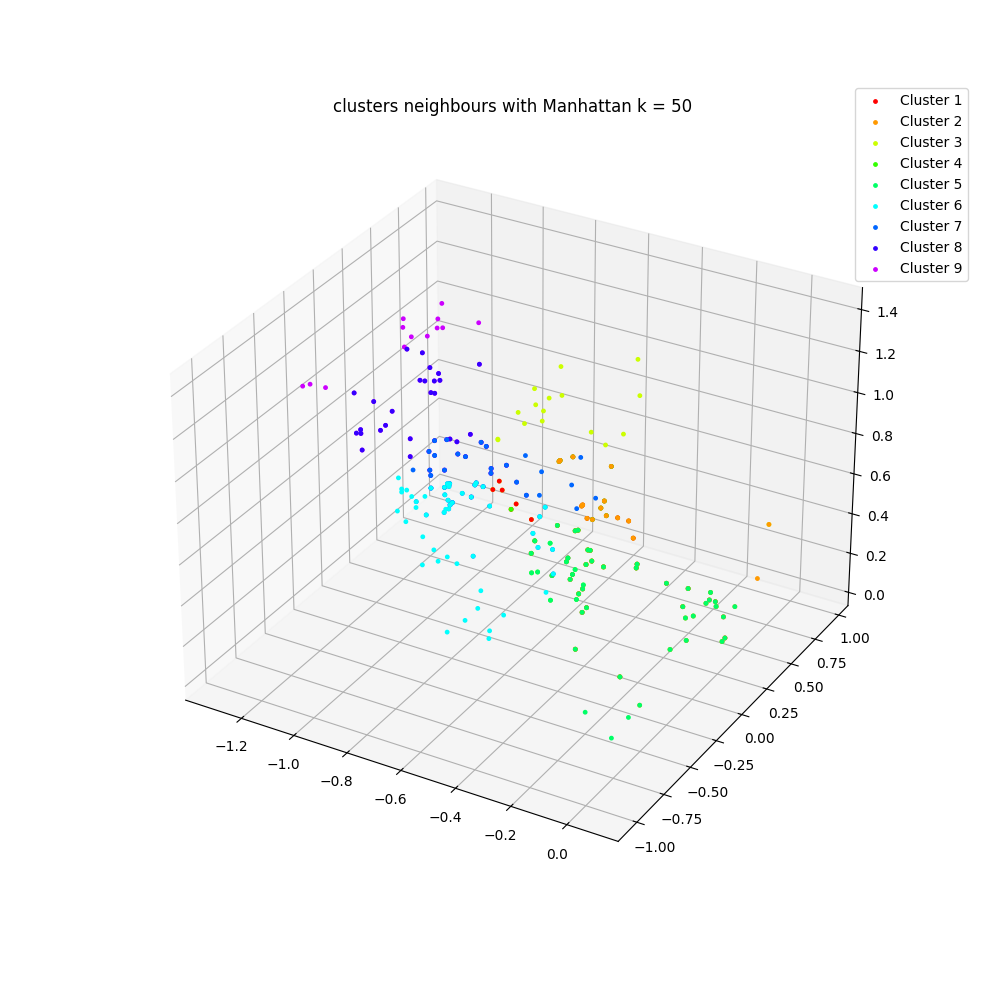 clusters neighbours with Manhattan k = 50
Cluster 1
Cluster 2
Cluster 3
Cluster 4
Cluster 5
Cluster 6
Cluster 7
Cluster 8
Cluster 9
1.4
1.2
1.0
0.8
0.6
0.4
0.2
0.0
1.00
0.75
0.50
0.25
0.00
−0.25
−0.50
−0.75
−1.00
−1.2
−1.0
−0.8
−0.6
−0.4
−0.2
0.0